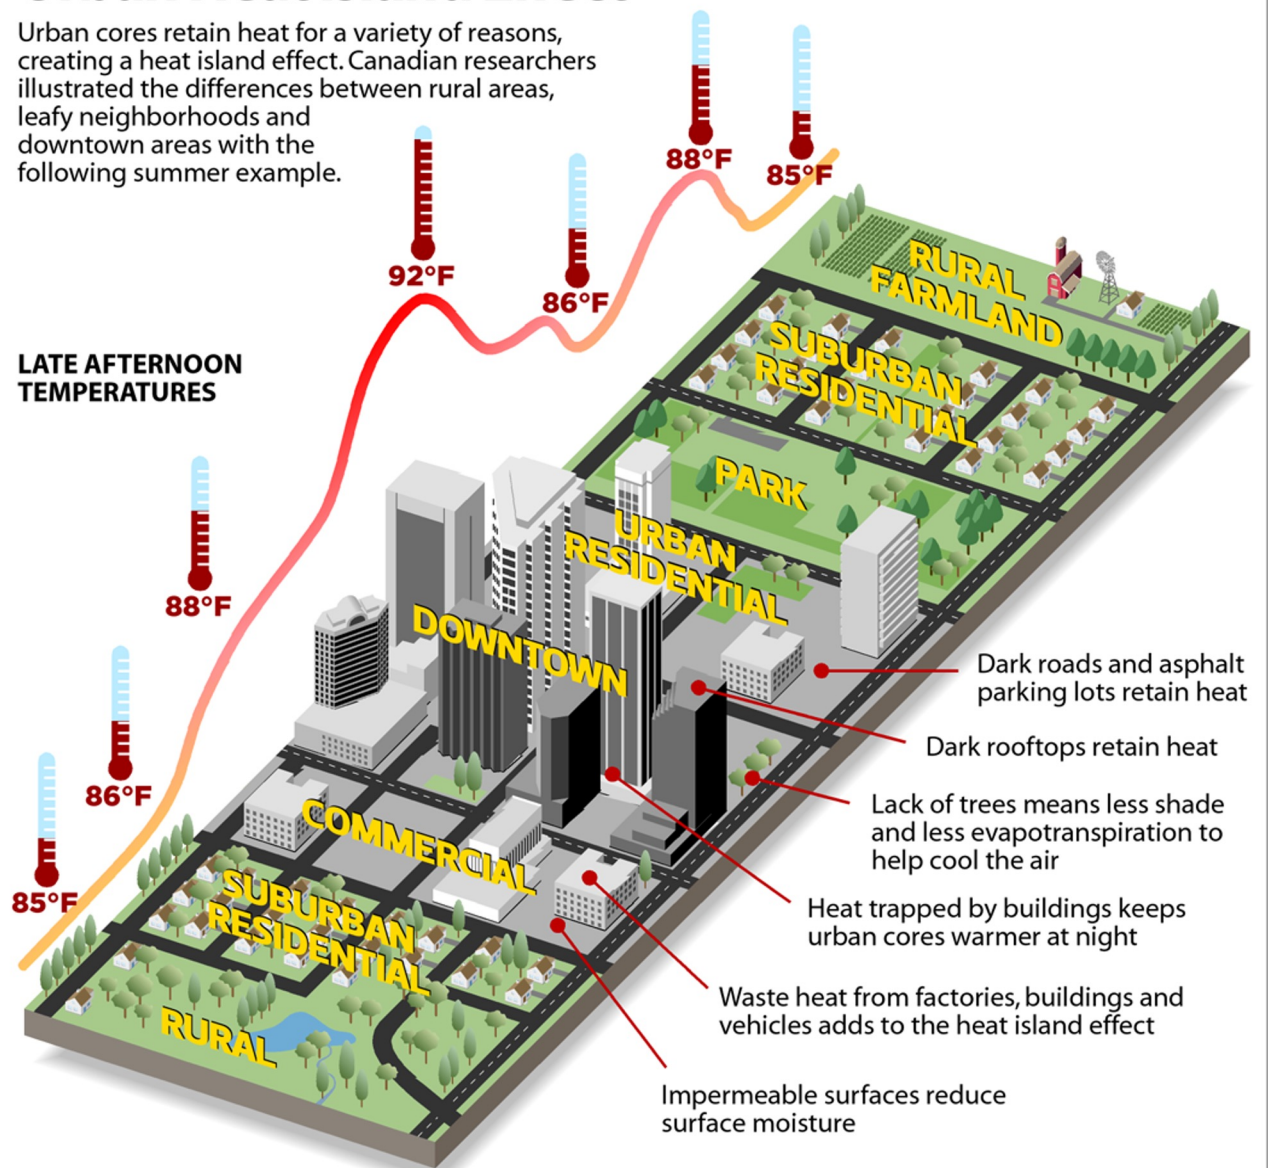 Urban cores retain heat for a variety of reasons,
creating a heat island effect. Canadian researchers
illustrated the differences between rural areas,
leafy neighborhoods and
downtown areas with the
following summer example.
88°F
85°F
92°F
86°F
LATE AFTERNOON
TEMPERATURES
88°F
86°F
85°F
RURAL
FARMLAND
SUBURBAN
RESIDENTIAL
PARK
URBAN
RESIDENTIAL
DOWNTOWN
COMMERCIAL
SUBURBAN
RESIDENTIAL
RURAL
Dark roads and asphalt
parking lots retain heat
Dark rooftops retain heat
Lack of trees means less shade
and less evapotranspiration to
help cool the air
Heat trapped by buildings keeps
urban cores warmer at night
Waste heat from factories, buildings and
vehicles adds to the heat island effect
Impermeable surfaces reduce
surface moisture